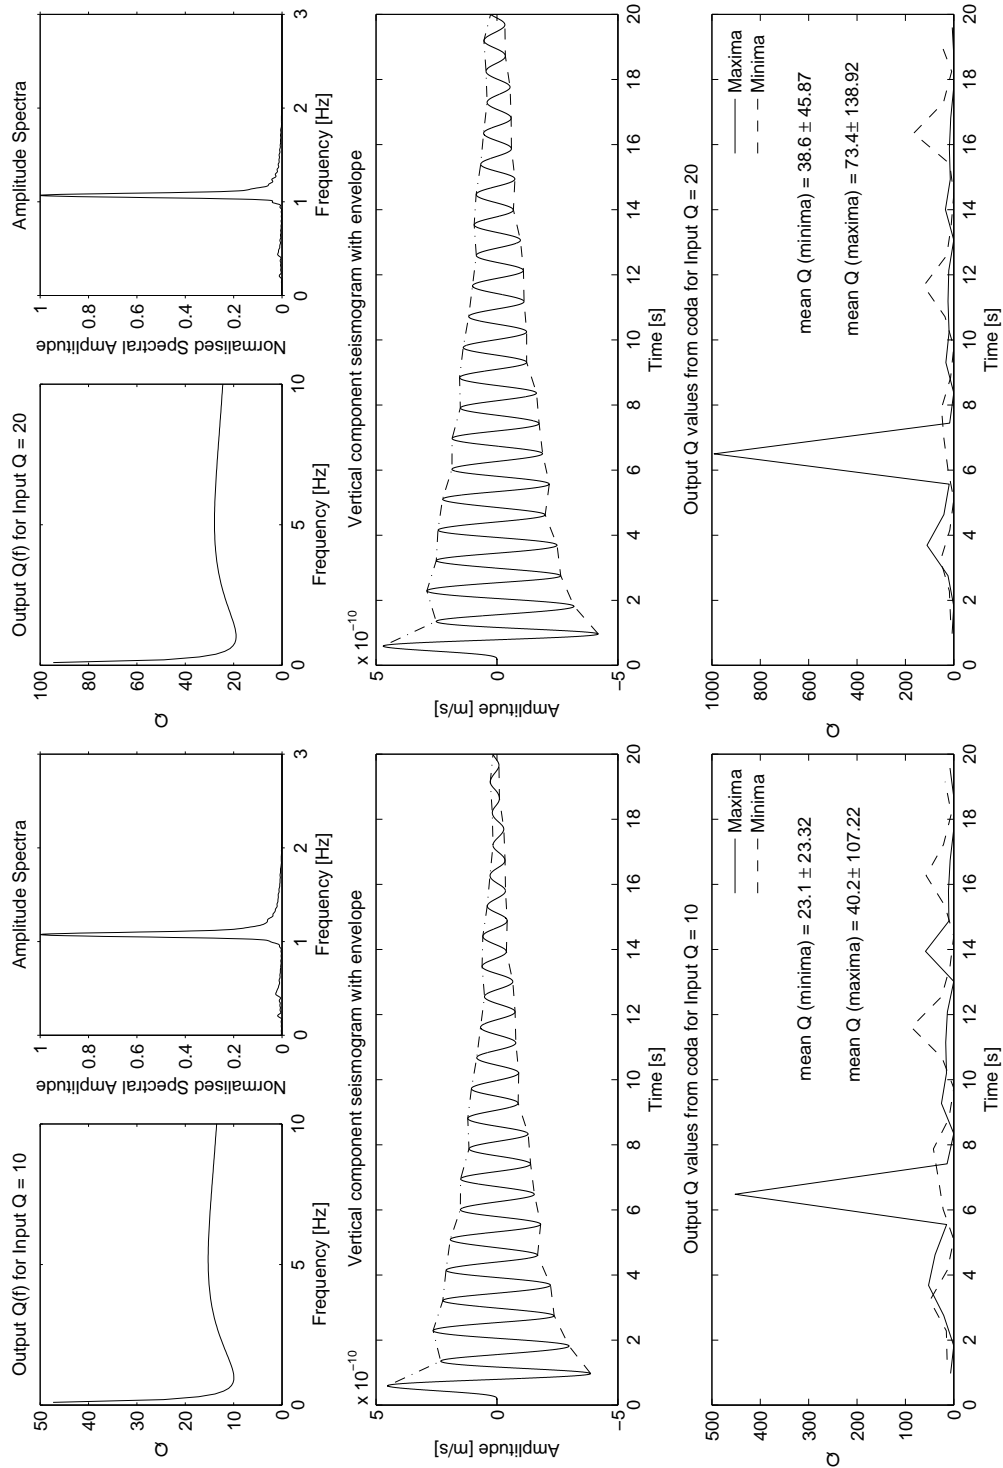 Output Q(f) for Input Q = 10
Q
50
40
30
20
10
0
0
5
10
Frequency [Hz]
Amplitude Spectra
Normalised Spectral Amplitude
1
0.8
0.6
0.4
0.2
0
0
1
2
3
Frequency [Hz]
Output Q(f) for Input Q = 20
Q
100
80
60
40
20
0
0
5
10
Frequency [Hz]
Amplitude Spectra
Normalised Spectral Amplitude
1
0.8
0.6
0.4
0.2
0
0
1
2
3
Frequency [Hz]
x 10−10
Vertical component seismogram with envelope
Amplitude [m/s]
5
0
−5
0 2 4 6 8 10 12 14 16 18 20
Time [s]
x 10−10
Vertical component seismogram with envelope
Amplitude [m/s]
5
0
−5
0 2 4 6 8 10 12 14 16 18 20
Time [s]
Output Q values from coda for Input Q = 10
Q
500
400
300
200
100
0
Maxima
Minima
mean Q (minima) = 23.1 ± 23.32
mean Q (maxima) = 40.2± 107.22
0 2 4 6 8 10 12 14 16 18 20
Time [s]
Output Q values from coda for Input Q = 20
Q
1000
800
600
400
200
0
Maxima
Minima
mean Q (minima) = 38.6 ± 45.87
mean Q (maxima) = 73.4± 138.92
0 2 4 6 8 10 12 14 16 18 20
Time [s]